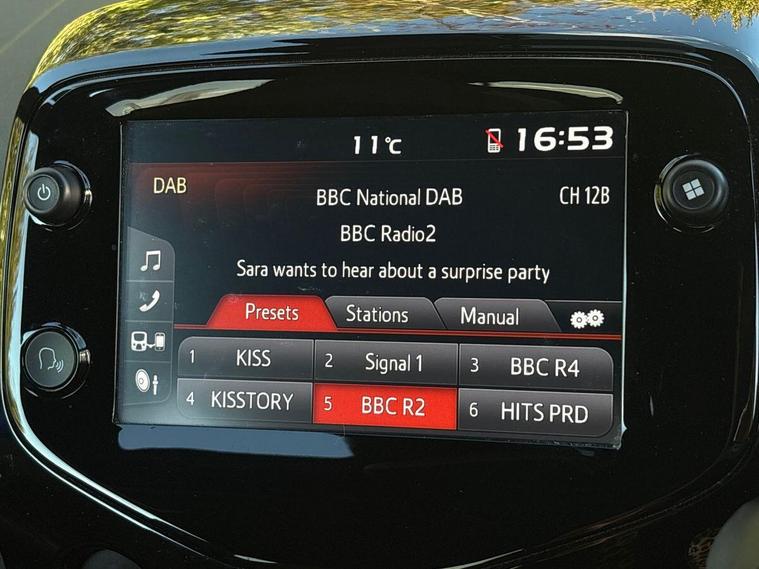 11°C 16:53
DAB
BBC National DAB CH 12B
BBC Radio2
Sara wants to hear about a surprise party
Presets Stations Manual
1 KISS 2 Signal 1 3 BBC R4
4 KISSTORY 5 BBC R2 6 HITS PRD